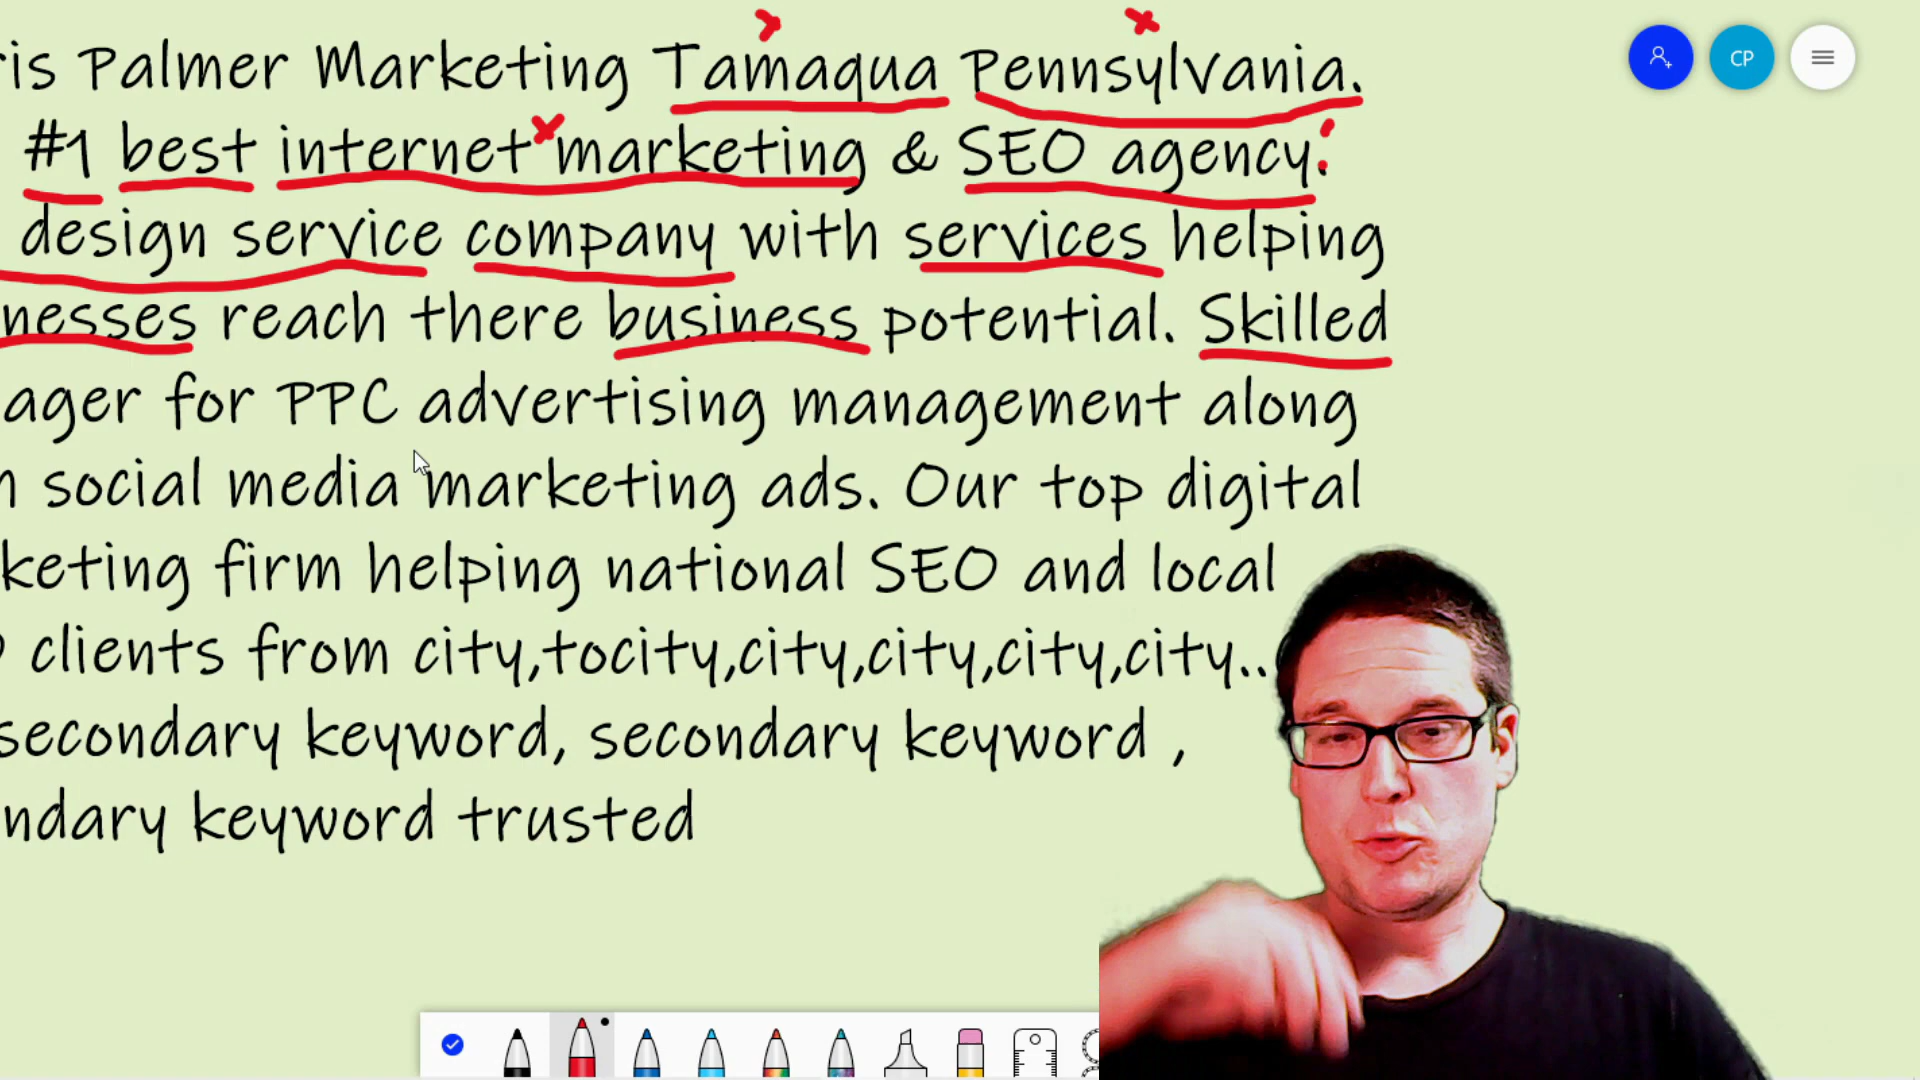 ris Palmer Marketing Tamaqua Pennsylvania.
#1 best internet marketing & SEO agency.
design service company with services helping
nesses reach there business potential. Skilled
ager for PPC advertising management along
n social media marketing ads. Our top digital
keting firm helping national SEO and local
clients from city,tocity,city,city,city,city..
secondary keyword, secondary keyword ,
ndary keyword trusted
CP